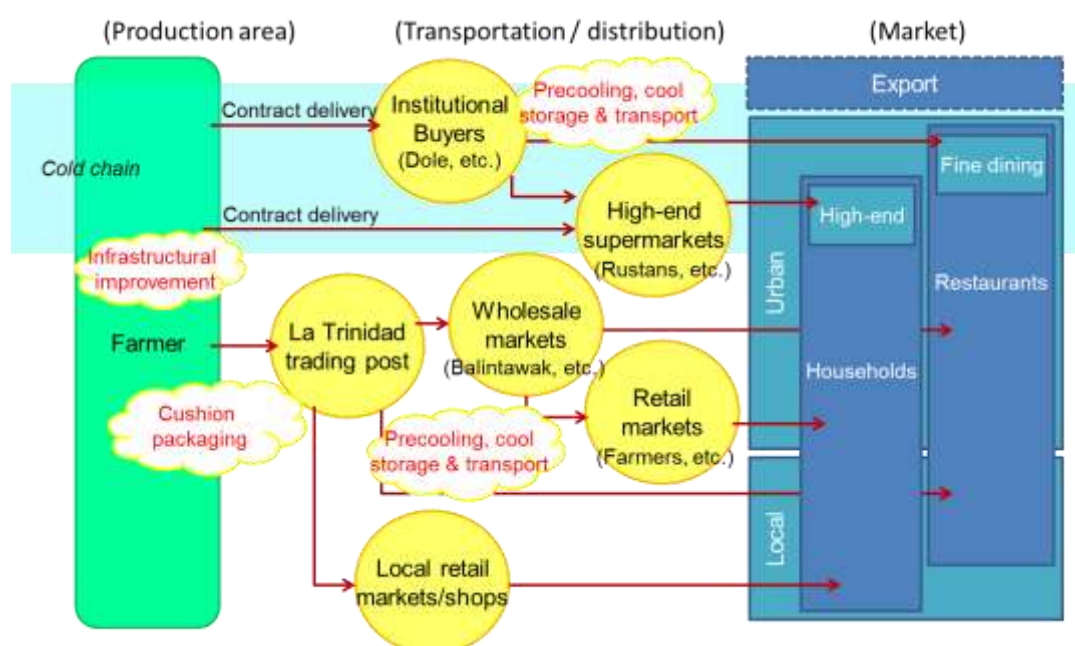 (Production area)
(Transportation / distribution)
(Market)
Export
Precooling, cool
storage & transport
Contract delivery
Institutional
Buyers
(Dole, etc.)
Cold chain
Fine dining
High-end
Contract delivery
High-end
supermarkets
(Rustans, etc.)
Infrastructural
improvement
Urban
Restaurants
La Trinidad
trading post
Wholesale
markets
(Balintawak, etc.)
Farmer
Households
Cushion
packaging
Retail
markets
(Farmers, etc.)
Precooling, cool
storage & transport
Local
Local retail
markets/shops